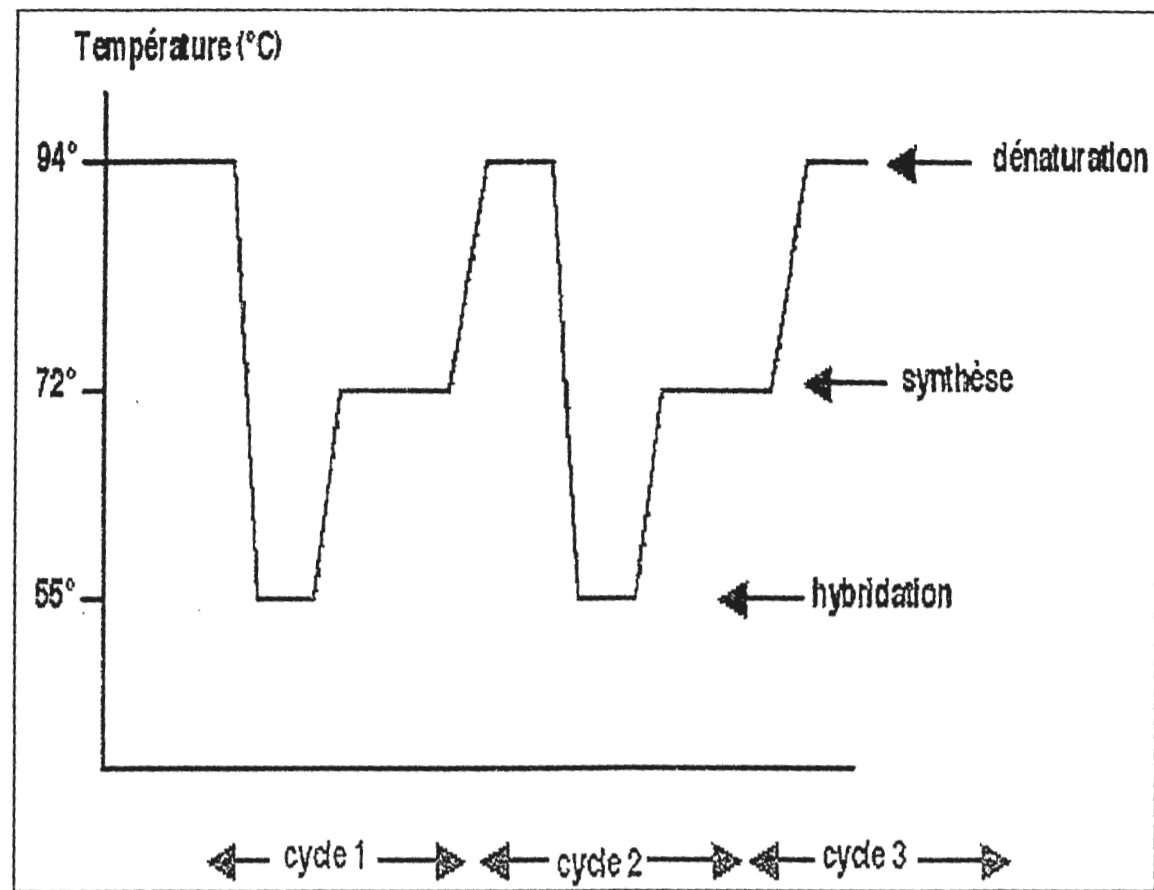 Température (°C)
94°
dénaturation
72°
synthèse
55°
hybridation
cycle 1
cycle 2
cycle 3